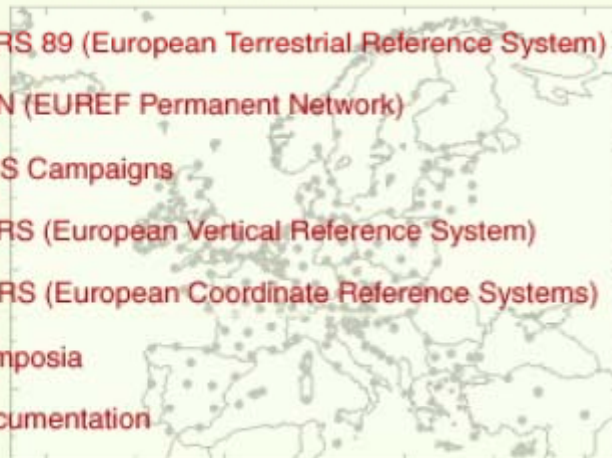 RS 89 (European Terrestrial Reference System)
N (EUREF Permanent Network)
S Campaigns
RS (European Vertical Reference System)
RS (European Coordinate Reference Systems)
mposia
cumentation